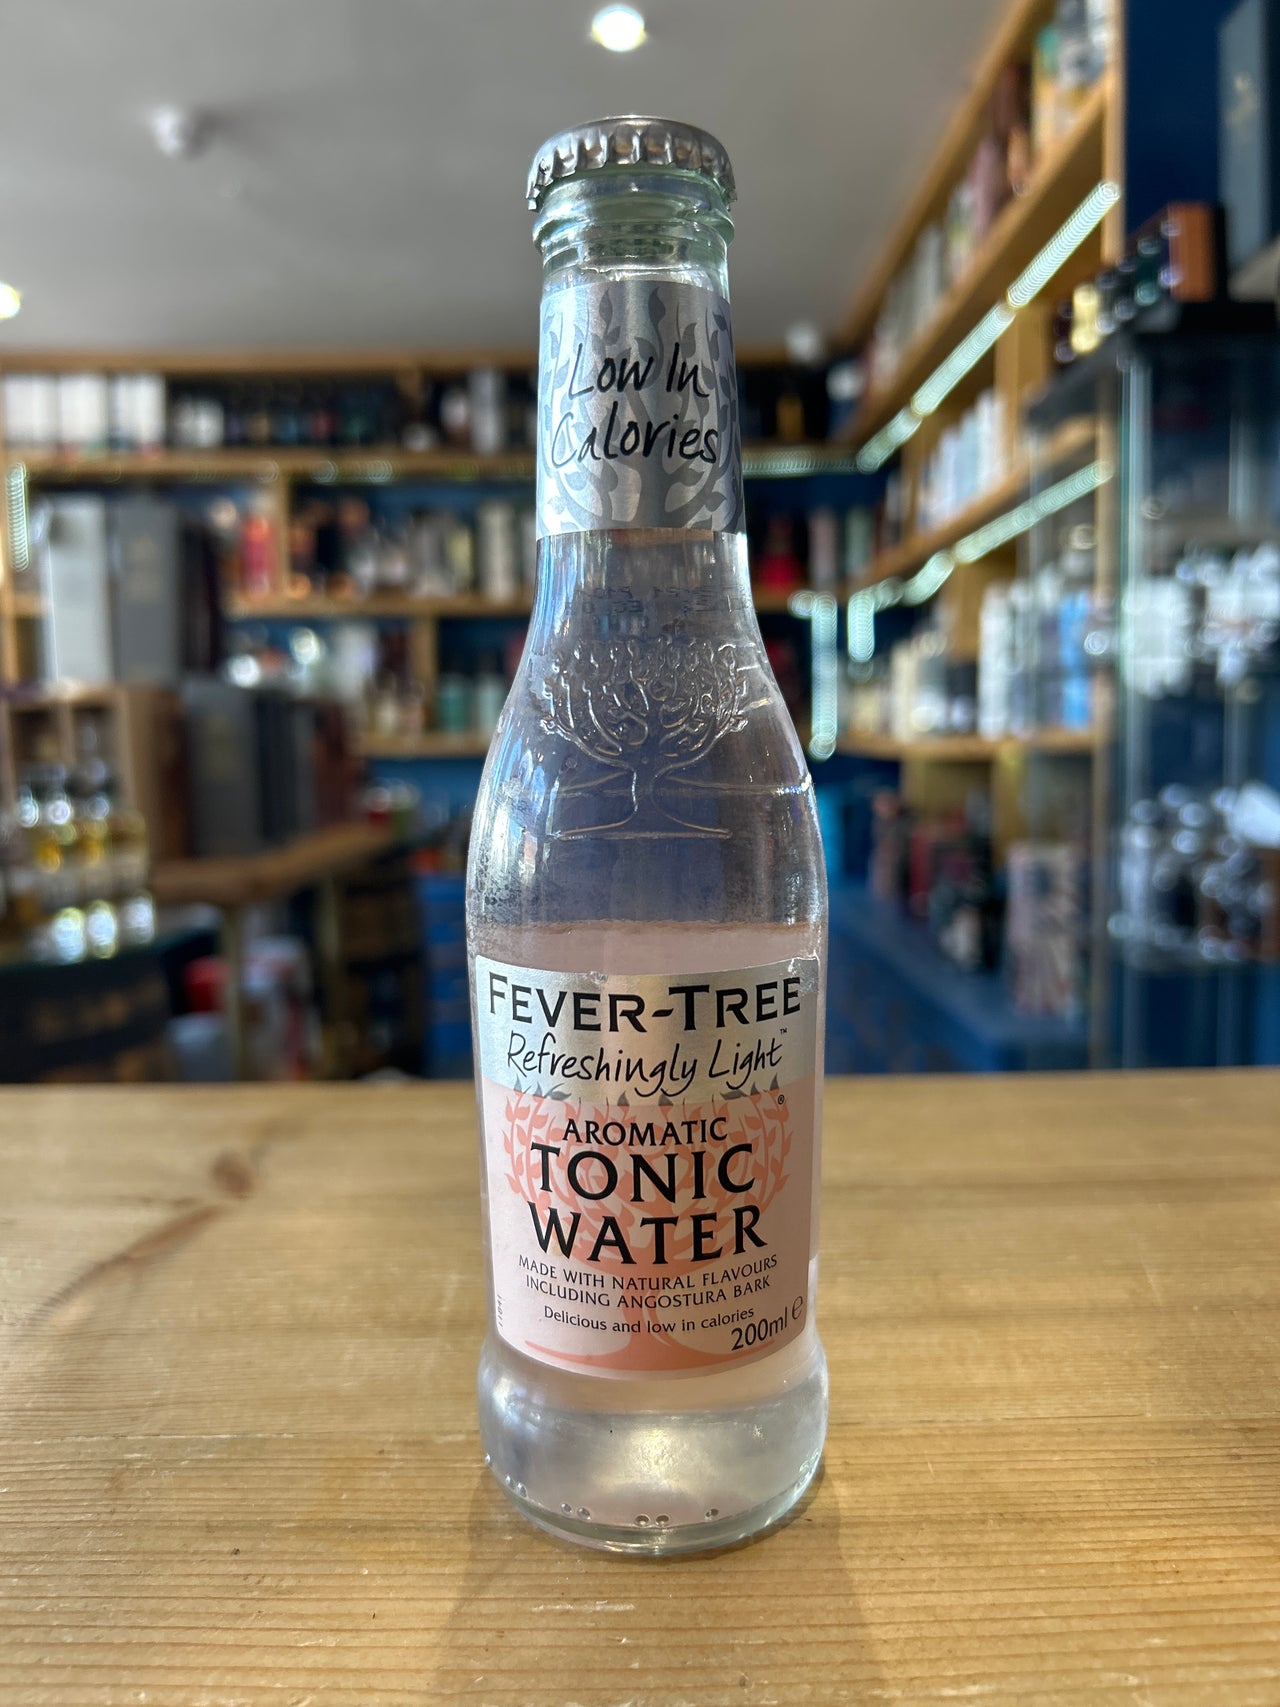 Low In
Calories
FEVER-TREE
Refreshingly Light™
®
AROMATIC
TONIC
WATER
MADE WITH NATURAL FLAVOURS
INCLUDING ANGOSTURA BARK
Delicious and low in calories
200ml ℮